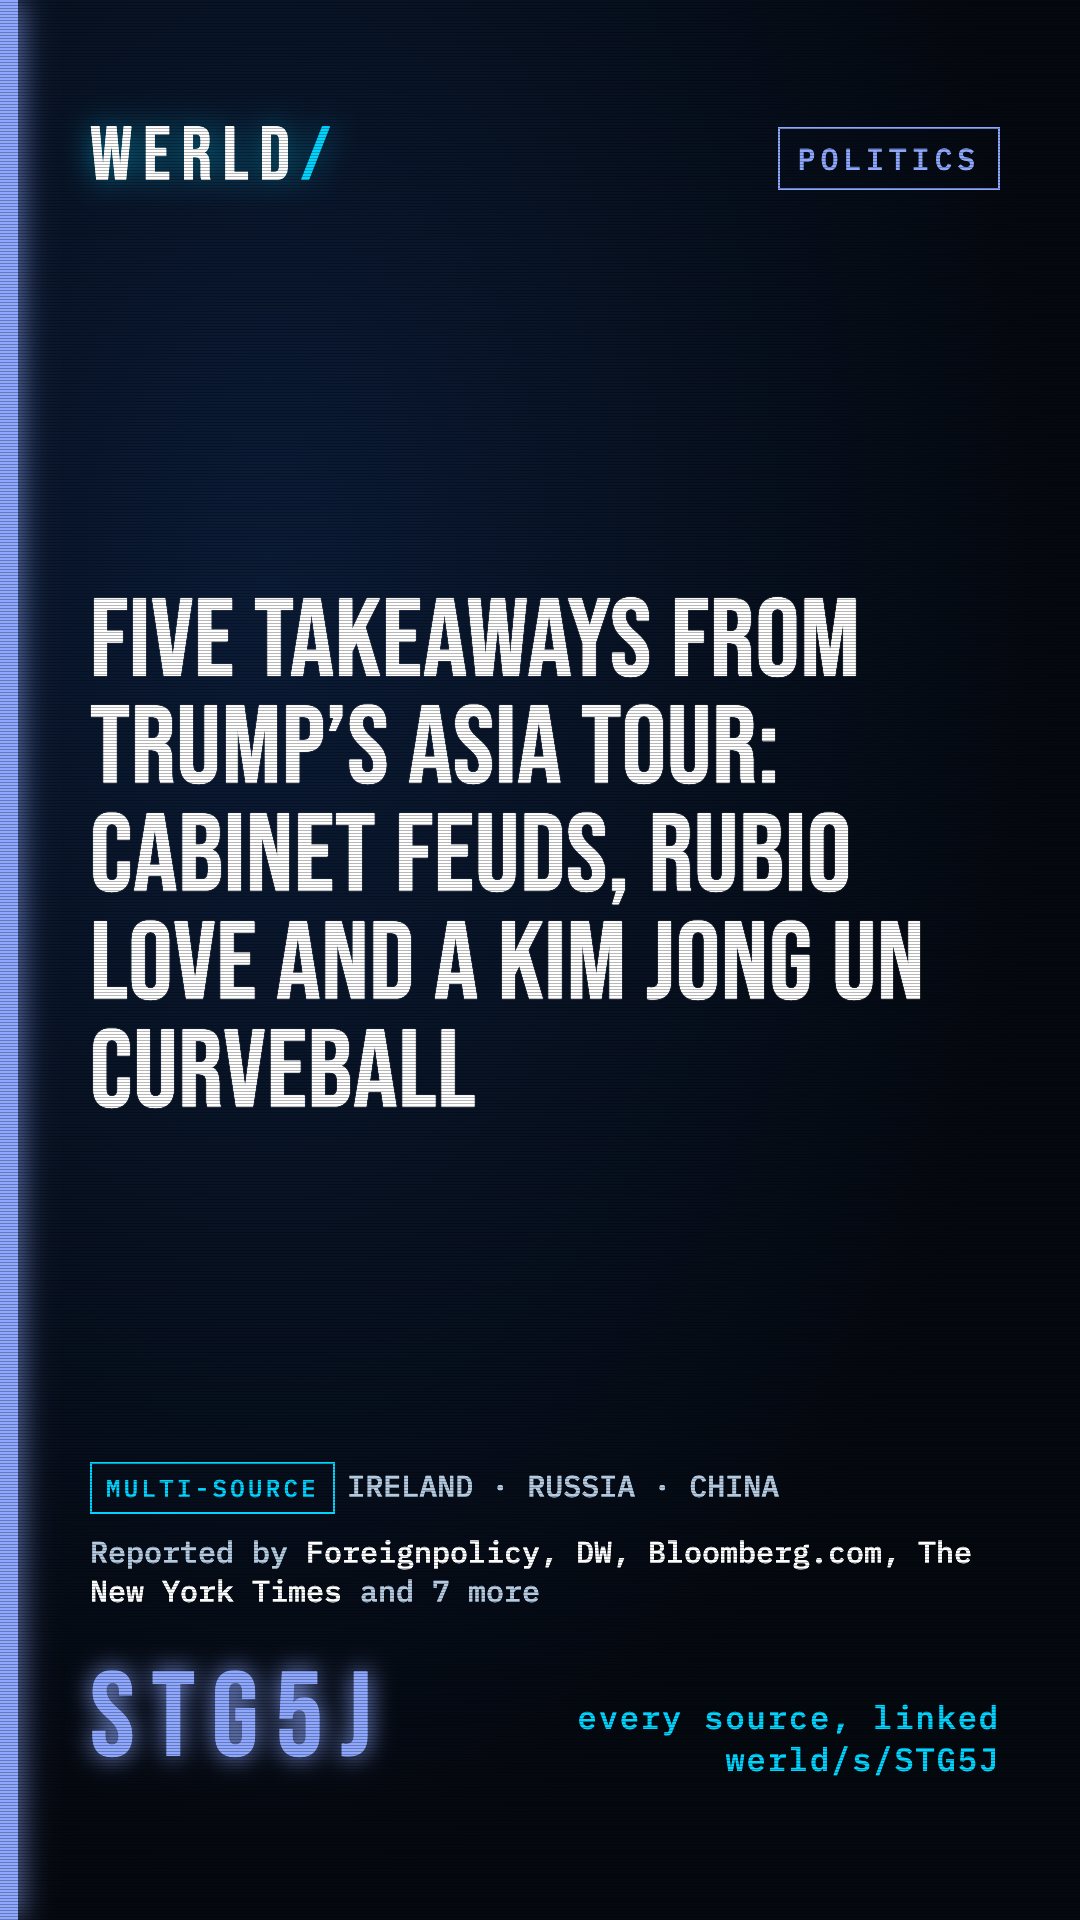 WERLD/
POLITICS
FIVE TAKEAWAYS FROM
TRUMP’S ASIA TOUR:
CABINET FEUDS, RUBIO
LOVE AND A KIM JONG UN
CURVEBALL
MULTI-SOURCE IRELAND · RUSSIA · CHINA
Reported by Foreignpolicy, DW, Bloomberg.com, The
New York Times and 7 more
STG5J
every source, linked
werld/s/STG5J